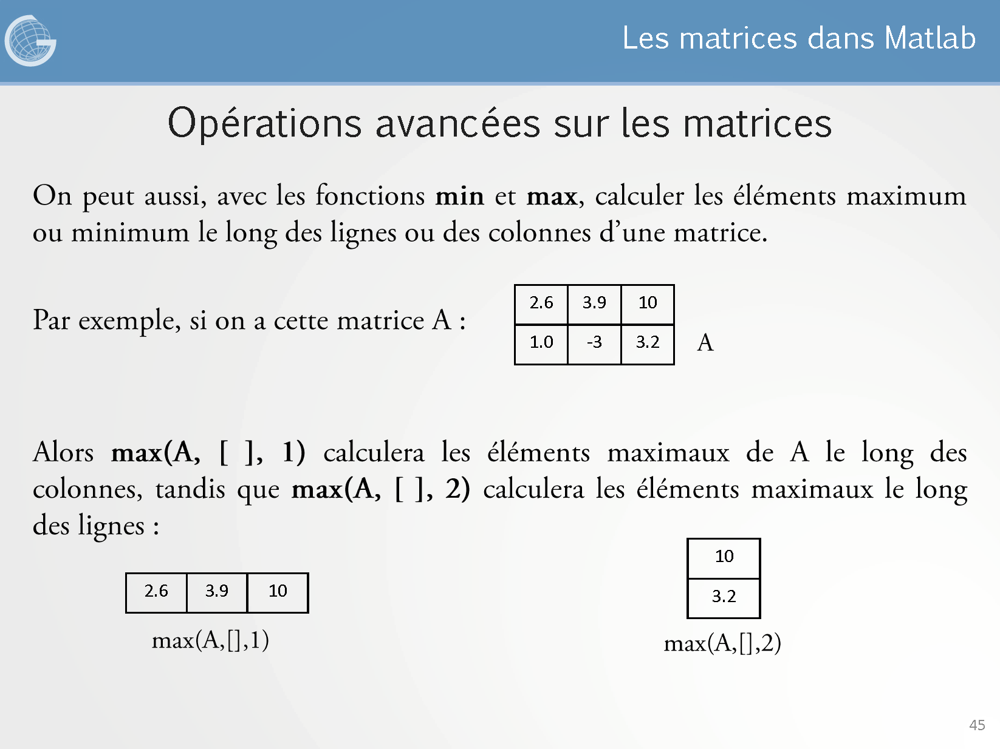 Les matrices dans Matlab
Opérations avancées sur les matrices
On peut aussi, avec les fonctions min et max, calculer les éléments maximum
ou minimum le long des lignes ou des colonnes d’une matrice.
Par exemple, si on a cette matrice A :
2.6 3.9 10
1.0 -3 3.2
A
Alors max(A, [ ], 1) calculera les éléments maximaux de A le long des
colonnes, tandis que max(A, [ ], 2) calculera les éléments maximaux le long
des lignes :
2.6 3.9 10
max(A,[],1)
10
3.2
max(A,[],2)
45